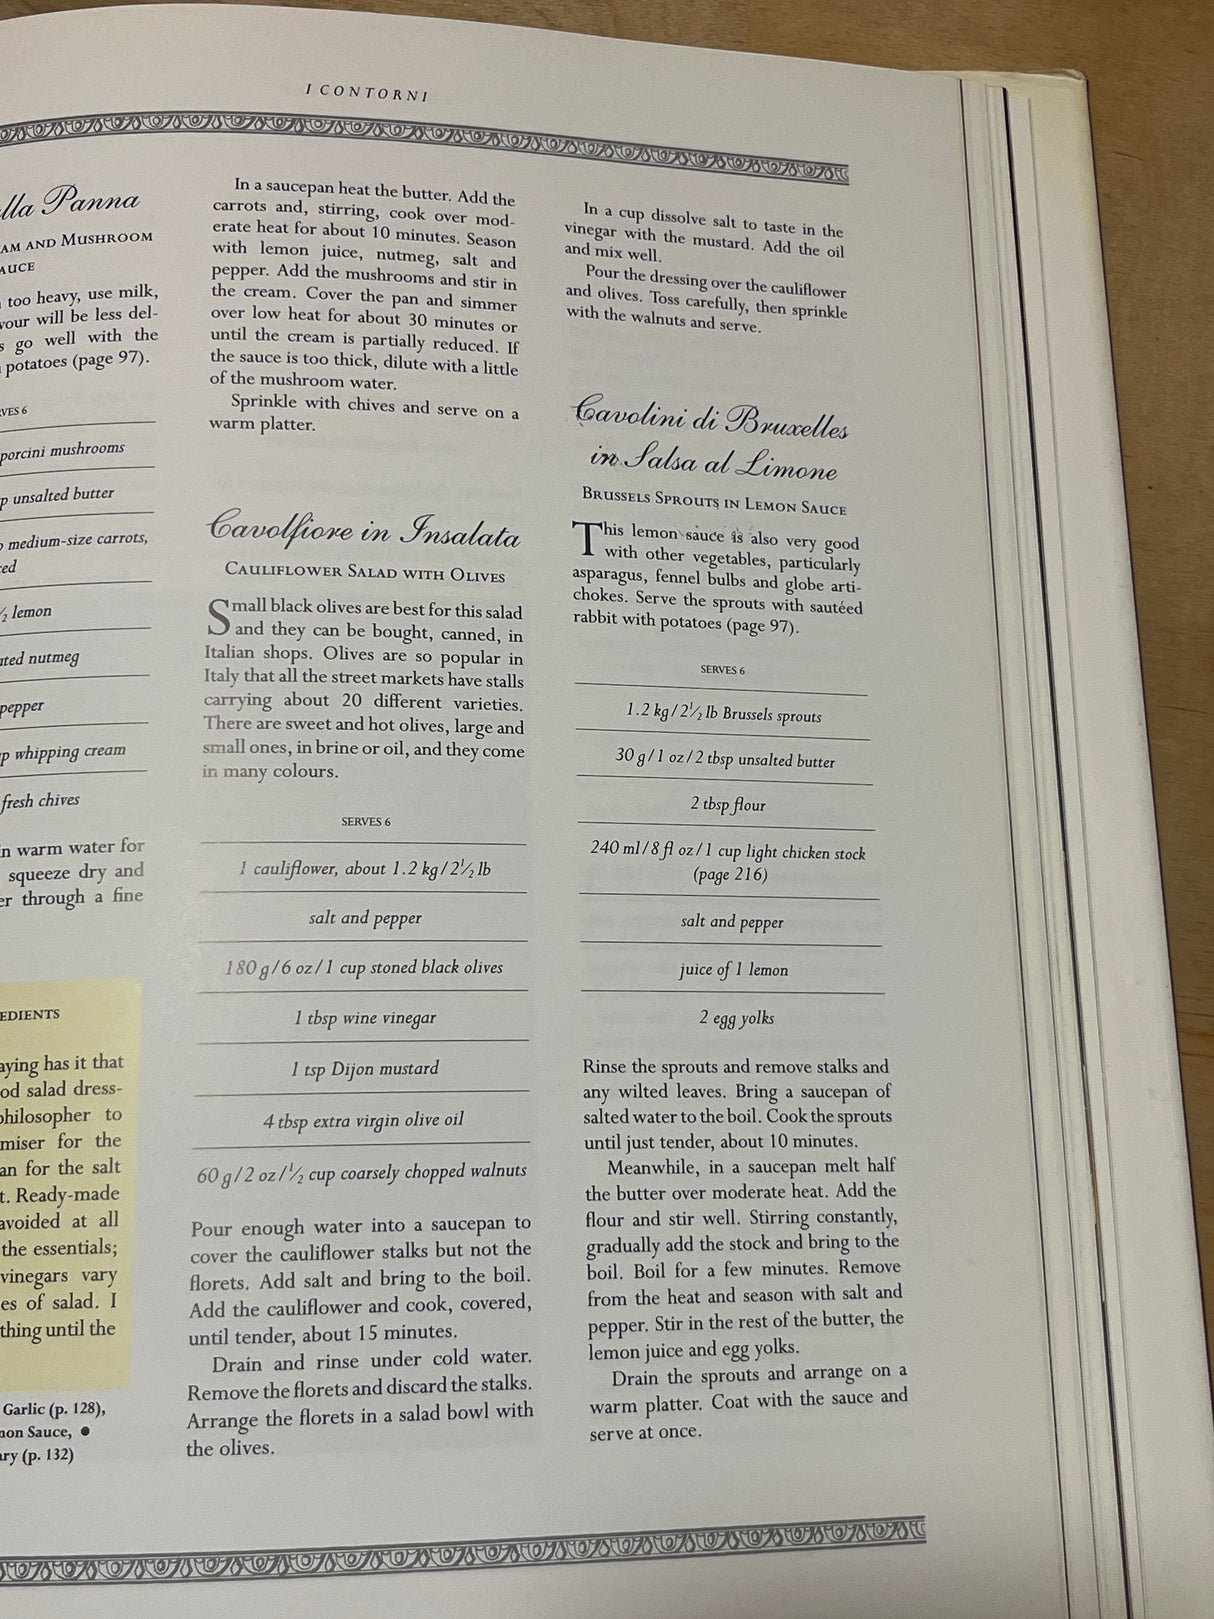 I CONTORNI
lla Panna
AM AND MUSHROOM
AUCE
too heavy, use milk,
vour will be less del-
s go well with the
potatoes (page 97).
VES 6
porcini mushrooms
p unsalted butter
medium-size carrots,
ed
½ lemon
ated nutmeg
pepper
p whipping cream
fresh chives
n warm water for
squeeze dry and
er through a fine
EDIENTS
aying has it that
od salad dress-
philosopher to
miser for the
an for the salt
t. Ready-made
avoided at all
the essentials;
vinegars vary
es of salad. I
thing until the
Garlic (p. 128),
non Sauce, ●
ary (p. 132)
In a saucepan heat the butter. Add the
carrots and, stirring, cook over mod-
erate heat for about 10 minutes. Season
with lemon juice, nutmeg, salt and
pepper. Add the mushrooms and stir in
the cream. Cover the pan and simmer
over low heat for about 30 minutes or
until the cream is partially reduced. If
the sauce is too thick, dilute with a little
of the mushroom water.
Sprinkle with chives and serve on a
warm platter.
Cavolfiore in Insalata
CAULIFLOWER SALAD WITH OLIVES
Small black olives are best for this salad
and they can be bought, canned, in
Italian shops. Olives are so popular in
Italy that all the street markets have stalls
carrying about 20 different varieties.
There are sweet and hot olives, large and
small ones, in brine or oil, and they come
in many colours.
SERVES 6
1 cauliflower, about 1.2 kg/2½ lb
salt and pepper
180 g/6 oz/1 cup stoned black olives
1 tbsp wine vinegar
1 tsp Dijon mustard
4 tbsp extra virgin olive oil
60 g/2 oz/½ cup coarsely chopped walnuts
Pour enough water into a saucepan to
cover the cauliflower stalks but not the
florets. Add salt and bring to the boil.
Add the cauliflower and cook, covered,
until tender, about 15 minutes.
Drain and rinse under cold water.
Remove the florets and discard the stalks.
Arrange the florets in a salad bowl with
the olives.
In a cup dissolve salt to taste in the
vinegar with the mustard. Add the oil
and mix well.
Pour the dressing over the cauliflower
and olives. Toss carefully, then sprinkle
with the walnuts and serve.
Cavolini di Bruxelles
in Salsa al Limone
BRUSSELS SPROUTS IN LEMON SAUCE
This lemon sauce is also very good
with other vegetables, particularly
asparagus, fennel bulbs and globe arti-
chokes. Serve the sprouts with sautéed
rabbit with potatoes (page 97).
SERVES 6
1.2 kg/2½ lb Brussels sprouts
30 g/1 oz/2 tbsp unsalted butter
2 tbsp flour
240 ml/8 fl oz/1 cup light chicken stock
(page 216)
salt and pepper
juice of 1 lemon
2 egg yolks
Rinse the sprouts and remove stalks and
any wilted leaves. Bring a saucepan of
salted water to the boil. Cook the sprouts
until just tender, about 10 minutes.
Meanwhile, in a saucepan melt half
the butter over moderate heat. Add the
flour and stir well. Stirring constantly,
gradually add the stock and bring to the
boil. Boil for a few minutes. Remove
from the heat and season with salt and
pepper. Stir in the rest of the butter, the
lemon juice and egg yolks.
Drain the sprouts and arrange on a
warm platter. Coat with the sauce and
serve at once.